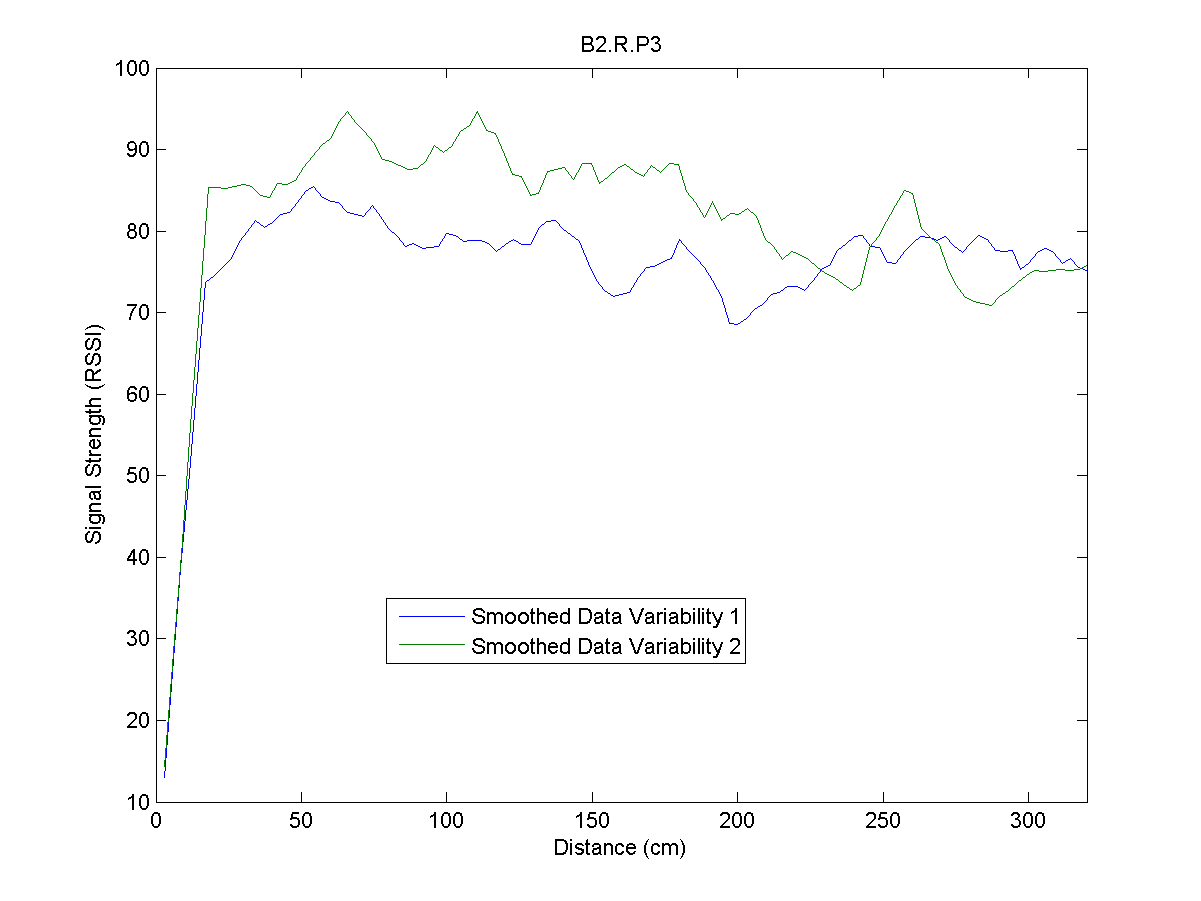 B2.R.P3
100
90
80
70
60
50
40
30
20
10
Signal Strength (RSSI)
Smoothed Data Variability 1
Smoothed Data Variability 2
0 50 100 150 200 250 300
Distance (cm)